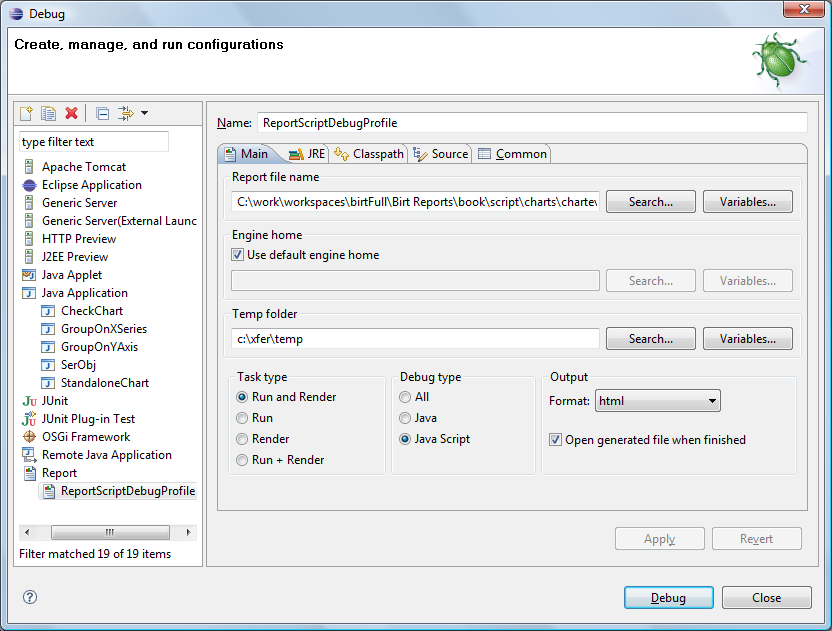 Debug
Create, manage, and run configurations
type filter text
Apache Tomcat
Eclipse Application
Generic Server
Generic Server(External Launc
HTTP Preview
J2EE Preview
Java Applet
Java Application
CheckChart
GroupOnXSeries
GroupOnYAxis
SerObj
StandaloneChart
JUnit
JUnit Plug-in Test
OSGi Framework
Remote Java Application
Report
ReportScriptDebugProfile
Filter matched 19 of 19 items
Name: ReportScriptDebugProfile
Main JRE Classpath Source Common
Report file name
C:\work\workspaces\birtFull\Birt Reports\book\script\charts\chartev Search... Variables...
Engine home
Use default engine home
Search... Variables...
Temp folder
c:\xfer\temp Search... Variables...
Task type
Run and Render
Run
Render
Run + Render
Debug type
All
Java
Java Script
Output
Format: html
Open generated file when finished
Apply Revert
Debug Close